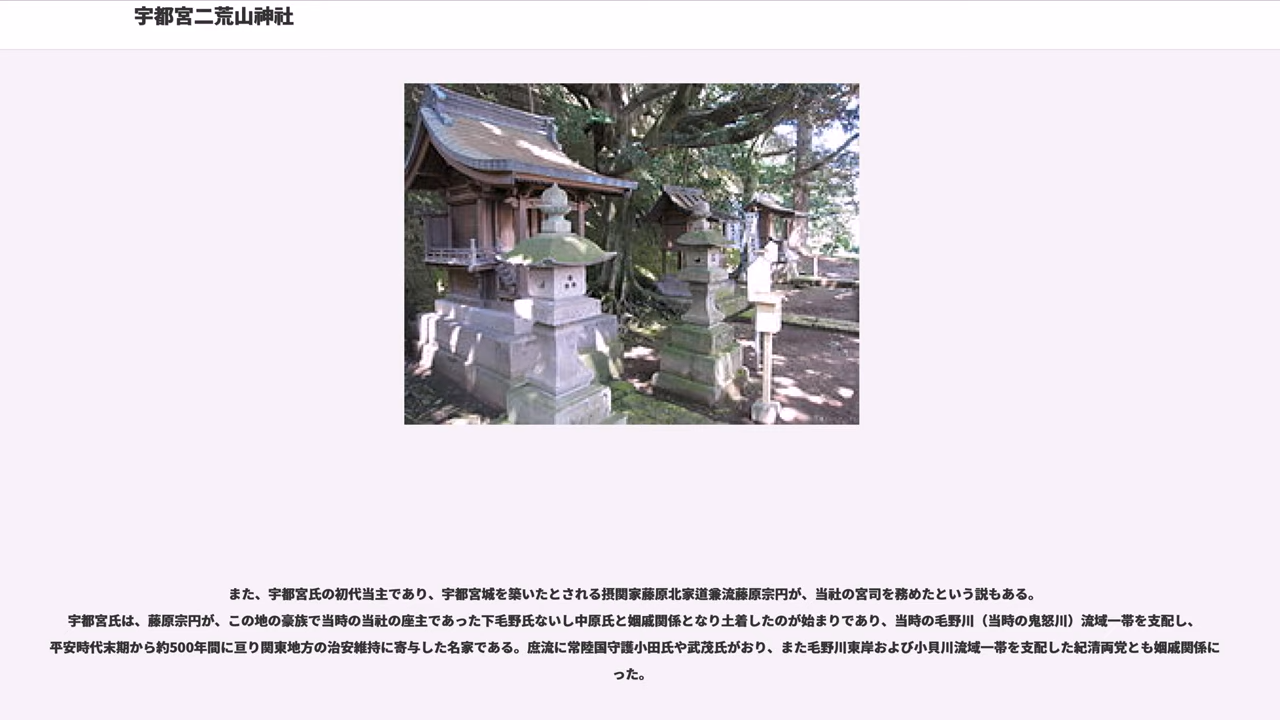 宇都宮二荒山神社
また、宇都宮氏の初代当主であり、宇都宮城を築いたとされる摂関家藤原北家道兼流藤原宗円が、当社の宮司を務めたという説もある。
宇都宮氏は、藤原宗円が、この地の豪族で当時の当社の座主であった下毛野氏ないし中原氏と姻戚関係となり土着したのが始まりであり、当時の毛野川（当時の鬼怒川）流域一帯を支配し、
平安時代末期から約500年間に亘り関東地方の治安維持に寄与した名家である。庶流に常陸国守護小田氏や武茂氏がおり、また毛野川東岸および小貝川流域一帯を支配した紀清両党とも姻戚関係に
った。